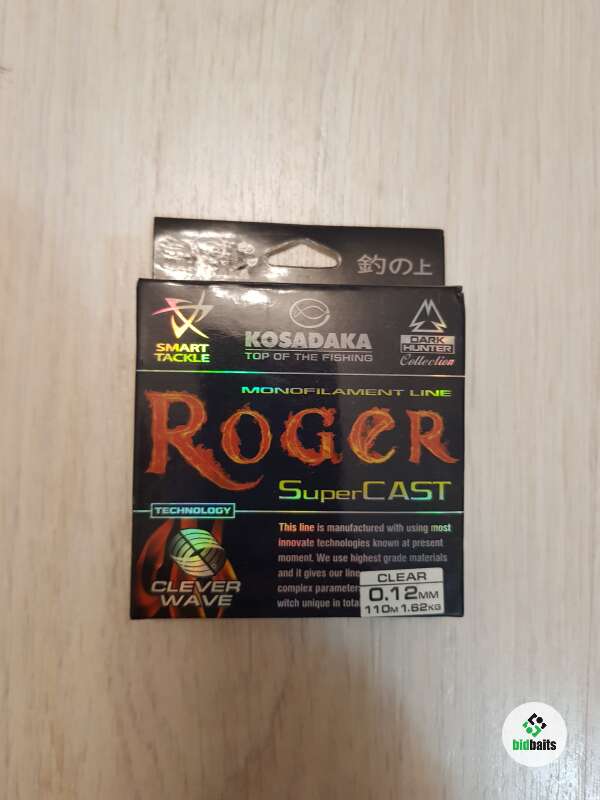 釣の上
SMART
TACKLE
KOSADAKA
TOP OF THE FISHING
DARK
HUNTER
Collection
MONOFILAMENT LINE
ROGER
SuperCAST
TECHNOLOGY
CLEVER
WAVE
This line is manufactured with using most
innovate technologies known at present
moment. We use highest grade materials
and it gives our line
complex parameter
witch unique in tota
CLEAR
0.12MM
110M 1.62KG
bidbaits